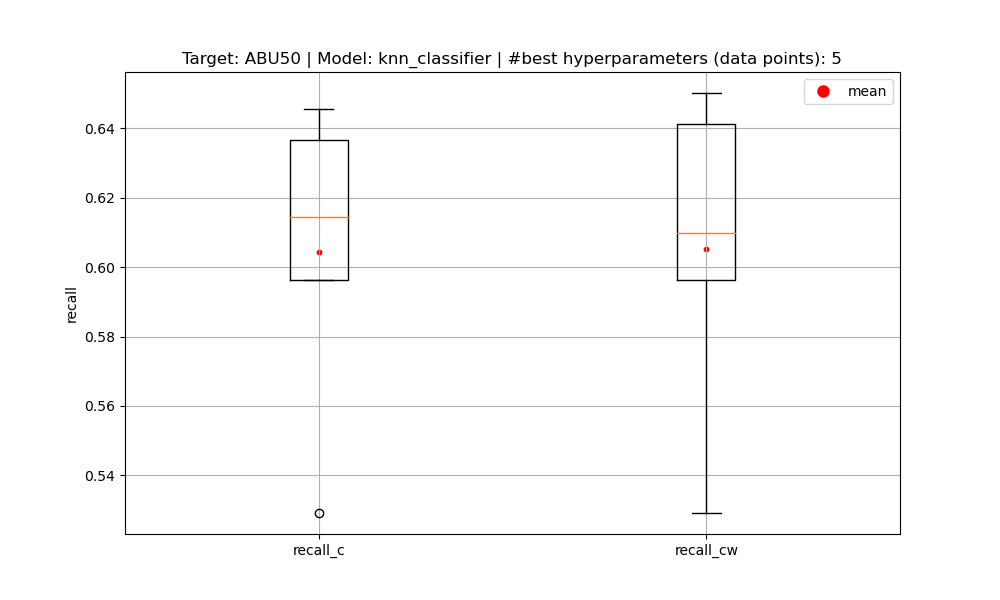 Target: ABU50 | Model: knn_classifier | #best hyperparameters (data points): 5
mean
0.64
0.62
0.60
0.58
0.56
0.54
recall
recall_c
recall_cw